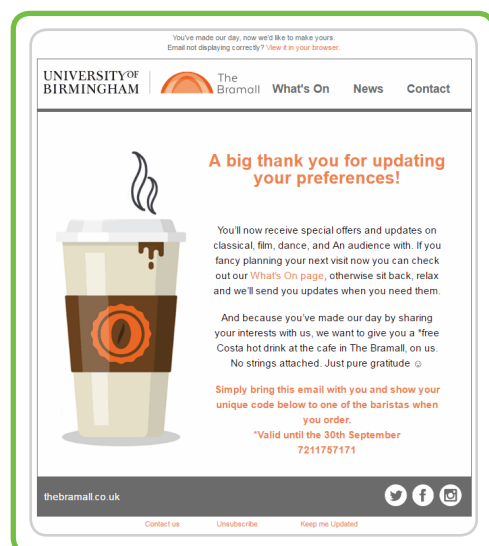 You've made our day, now we'd like to make yours.
Email not displaying correctly? View it in your browser.
UNIVERSITY OF
BIRMINGHAM
The
Bramall
What's On News Contact
A big thank you for updating
your preferences!
You'll now receive special offers and updates on
classical, film, dance, and An audience with. If you
fancy planning your next visit now you can check
out our What's On page, otherwise sit back, relax
and we'll send you updates when you need them.
And because you've made our day by sharing
your interests with us, we want to give you a *free
Costa hot drink at the cafe in The Bramall, on us.
No strings attached. Just pure gratitude ☺
Simply bring this email with you and show your
unique code below to one of the baristas when
you order.
*Valid until the 30th September
7211757171
thebramall.co.uk
Contact us Unsubscribe Keep me Updated